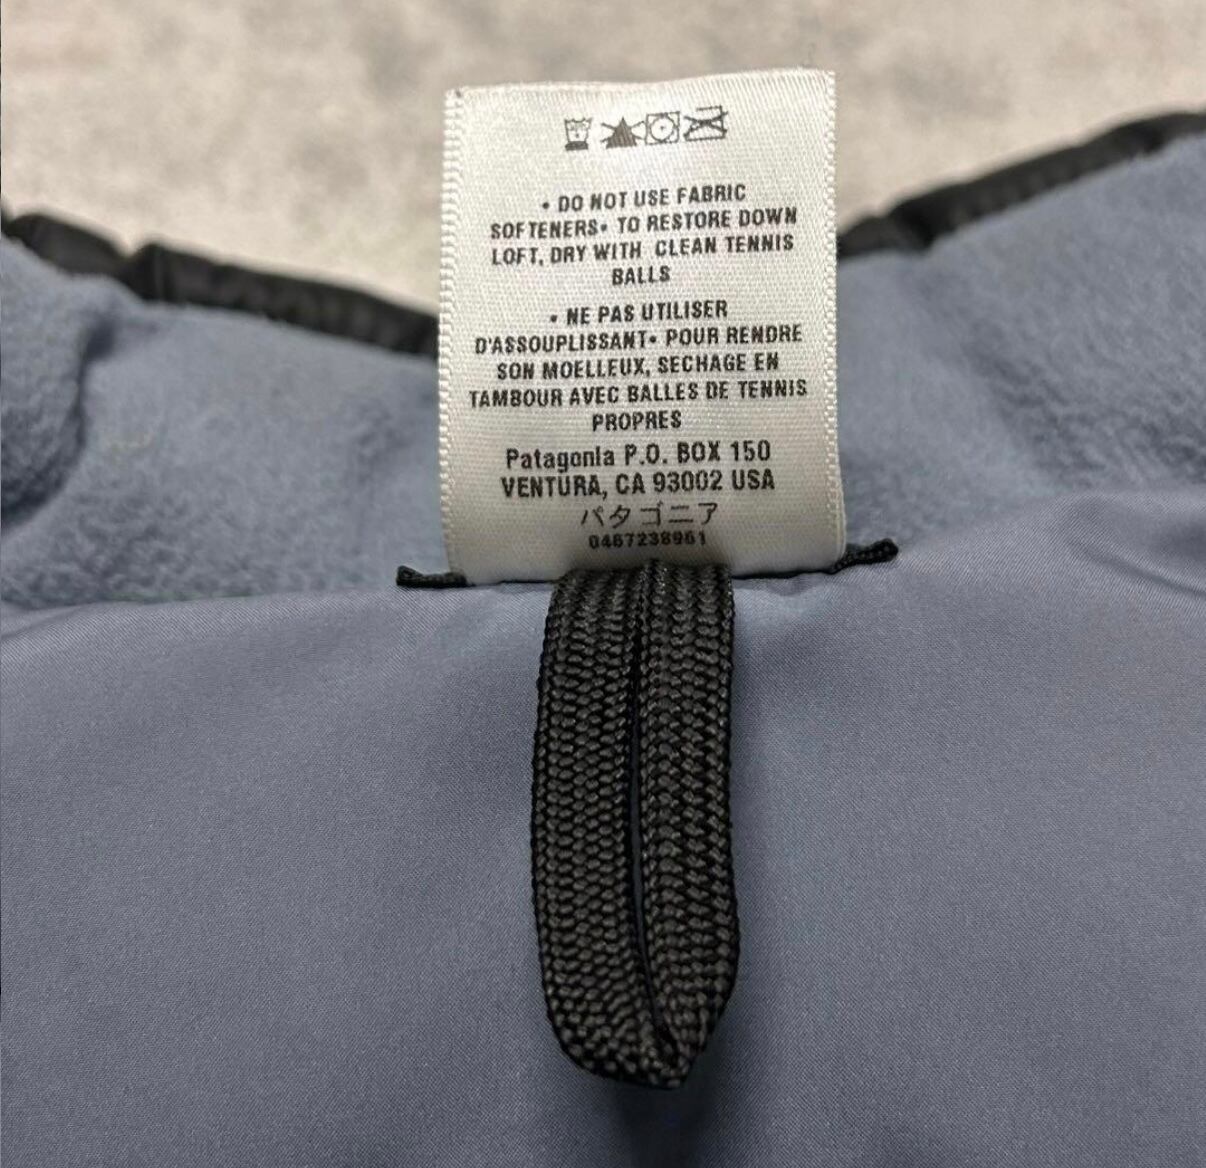 • DO NOT USE FABRIC
SOFTENERS• TO RESTORE DOWN
LOFT, DRY WITH CLEAN TENNIS
BALLS
• NE PAS UTILISER
D'ASSOUPLISSANT• POUR RENDRE
SON MOELLEUX, SECHAGE EN
TAMBOUR AVEC BALLES DE TENNIS
PROPRES
Patagonia P.O. BOX 150
VENTURA, CA 93002 USA
パタゴニア
0467238961